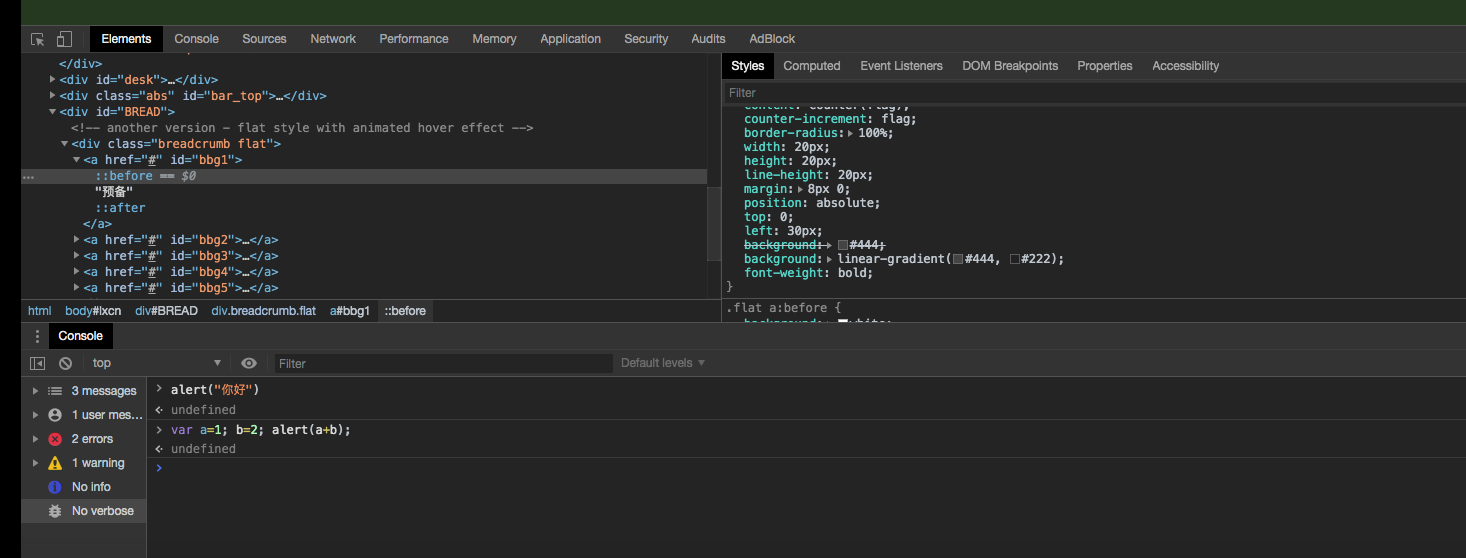 Elements Console Sources Network Performance Memory Application Security Audits AdBlock
</div>
<div id="desk">…</div>
<div class="abs" id="bar_top">…</div>
<div id="BREAD">
<!-- another version - flat style with animated hover effect -->
<div class="breadcrumb flat">
<a href="#" id="bbg1">
… ::before == $0
"预备"
::after
</a>
<a href="#" id="bbg2">…</a>
<a href="#" id="bbg3">…</a>
<a href="#" id="bbg4">…</a>
<a href="#" id="bbg5">…</a>
html body#lxcn div#BREAD div.breadcrumb.flat a#bbg1 ::before
Styles Computed Event Listeners DOM Breakpoints Properties Accessibility
Filter
content: counter(flag);
counter-increment: flag;
border-radius: 100%;
width: 20px;
height: 20px;
line-height: 20px;
margin: 8px 0;
position: absolute;
top: 0;
left: 30px;
background: #444;
background: linear-gradient(#444, #222);
font-weight: bold;
}
.flat a:before {
background: white;
Console
top Filter Default levels
3 messages
1 user mes...
2 errors
1 warning
No info
No verbose
> alert("你好")
undefined
> var a=1; b=2; alert(a+b);
undefined
>